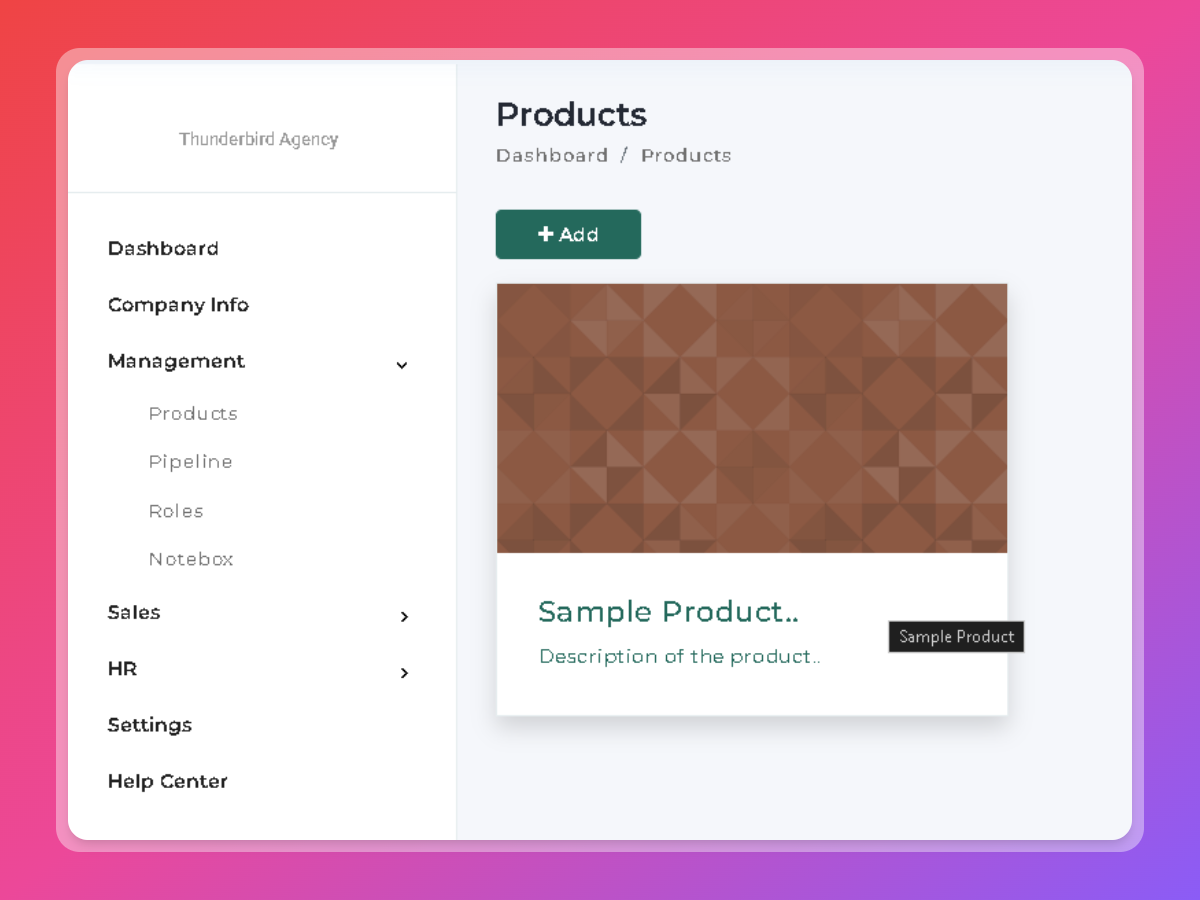 Thunderbird Agency
Dashboard
Company Info
Management
Products
Pipeline
Roles
Notebox
Sales
HR
Settings
Help Center
Products
Dashboard / Products
+ Add
Sample Product..
Description of the product..
Sample Product